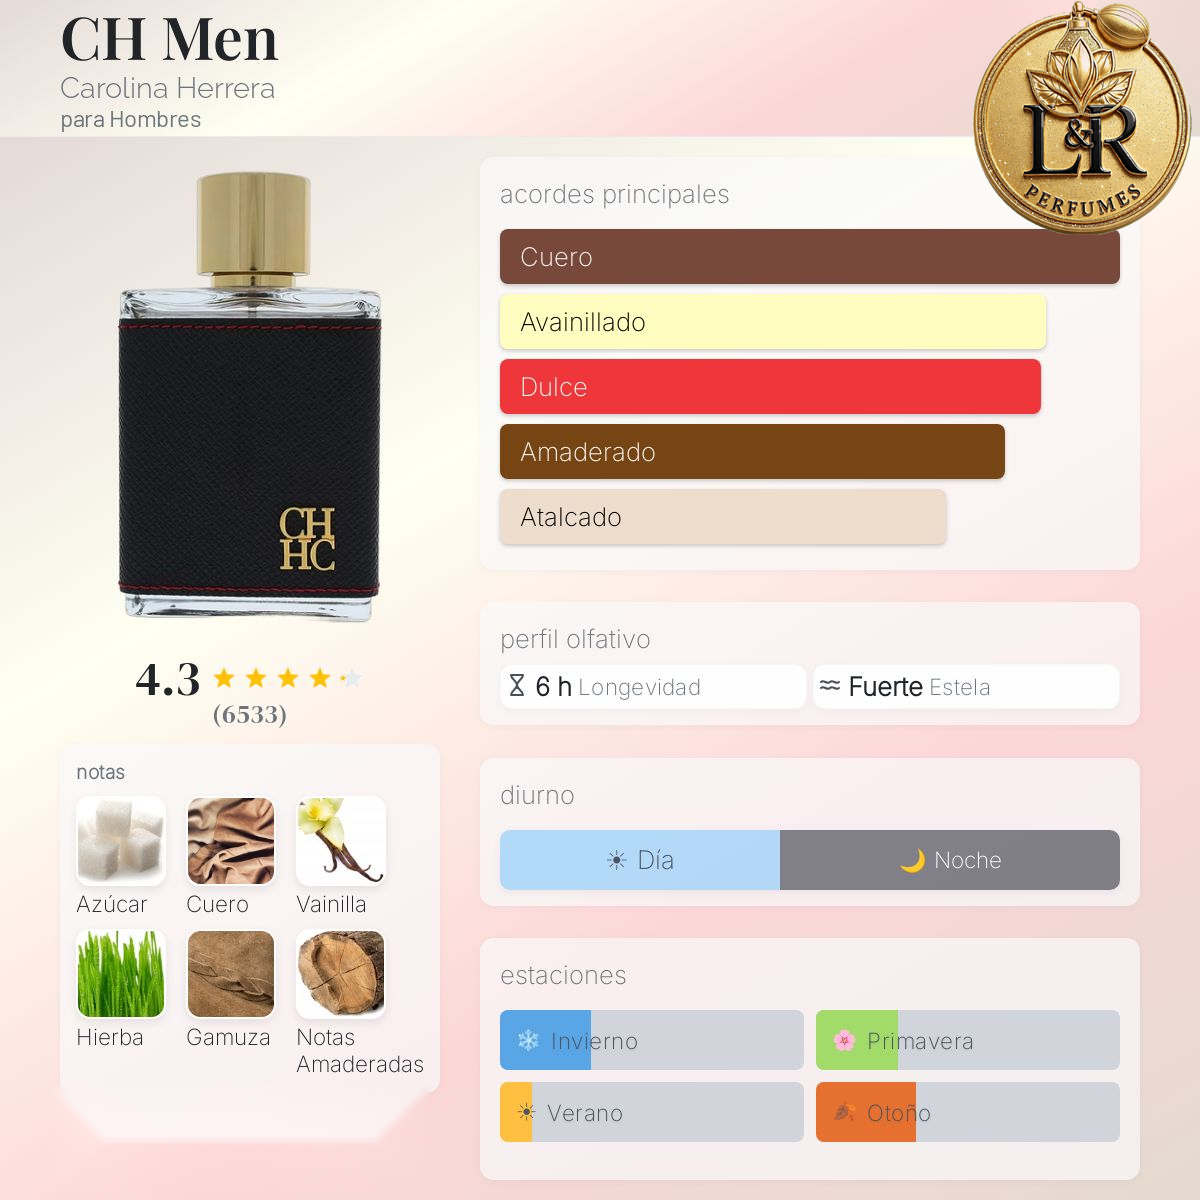 CH Men
Carolina Herrera
para Hombres
L&R
PERFUMES
CH
HC
4.3
(6533)
notas
Azúcar
Cuero
Vainilla
Hierba
Gamuza
Notas
Amaderadas
acordes principales
Cuero
Avainillado
Dulce
Amaderado
Atalcado
perfil olfativo
6 h Longevidad
Fuerte Estela
diurno
Día
Noche
estaciones
Invierno
Primavera
Verano
Otoño